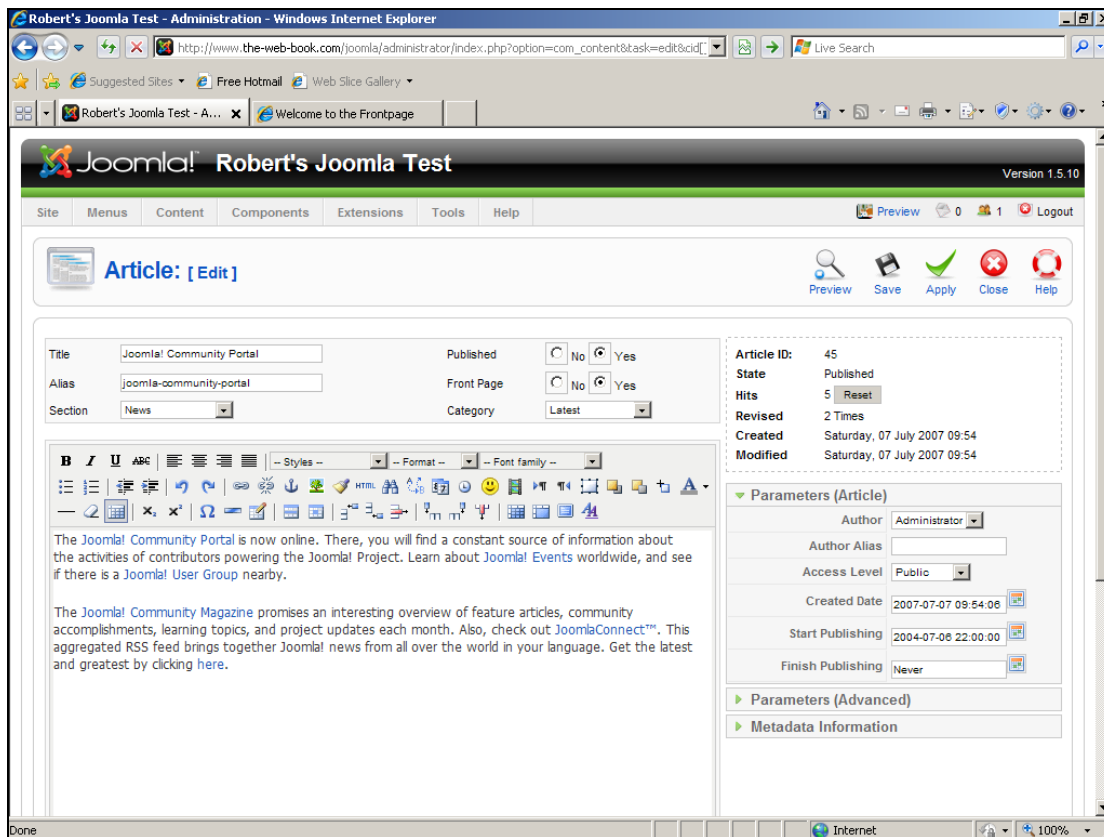 Robert's Joomla Test - Administration - Windows Internet Explorer
http://www.the-web-book.com/joomla/administrator/index.php?option=com_content&task=edit&cid[
Live Search
Suggested Sites Free Hotmail Web Slice Gallery
Robert's Joomla Test - A... Welcome to the Frontpage
Joomla! Robert's Joomla Test
Version 1.5.10
Site Menus Content Components Extensions Tools Help Preview 0 1 Logout
Article: [ Edit ]
Preview Save Apply Close Help
Title Joomla! Community Portal Published No Yes
Alias joomla-community-portal Front Page No Yes
Section News Category Latest
Article ID: 45
State Published
Hits 5 Reset
Revised 2 Times
Created Saturday, 07 July 2007 09:54
Modified Saturday, 07 July 2007 09:54
B I U ABC -- Styles -- -- Format -- -- Font family --
HTML
The Joomla! Community Portal is now online. There, you will find a constant source of information about
the activities of contributors powering the Joomla! Project. Learn about Joomla! Events worldwide, and see
if there is a Joomla! User Group nearby.
The Joomla! Community Magazine promises an interesting overview of feature articles, community
accomplishments, learning topics, and project updates each month. Also, check out JoomlaConnect™. This
aggregated RSS feed brings together Joomla! news from all over the world in your language. Get the latest
and greatest by clicking here.
Parameters (Article)
Author Administrator
Author Alias
Access Level Public
Created Date 2007-07-07 09:54:06
Start Publishing 2004-07-06 22:00:00
Finish Publishing Never
Parameters (Advanced)
Metadata Information
Done Internet 100%